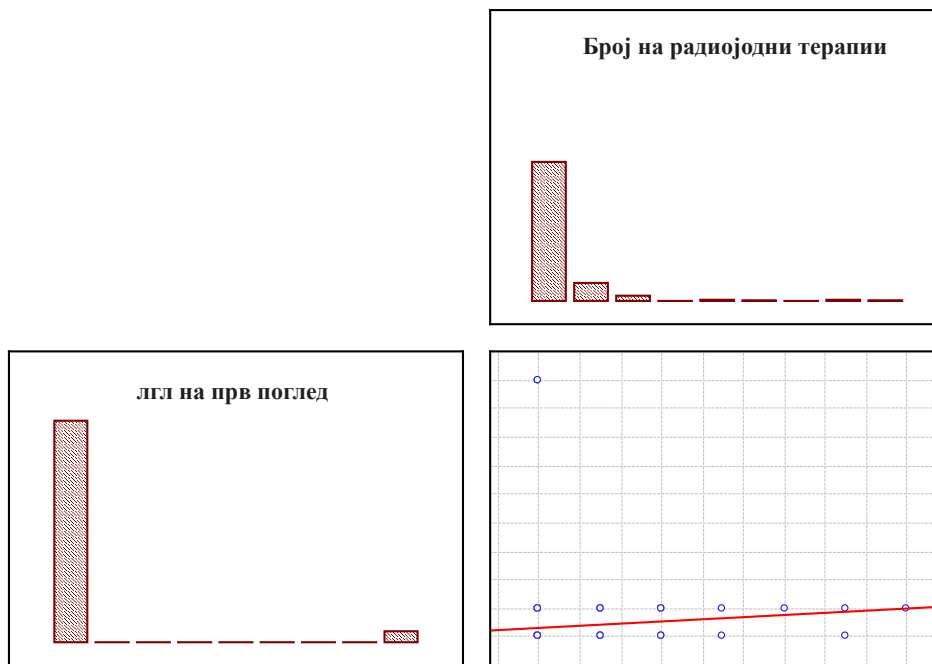 Број на радиојодни терапии
лгл на прв поглед